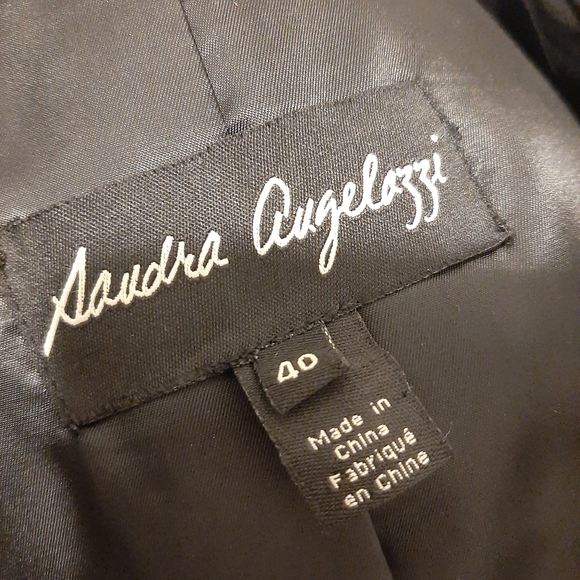 Sandra Angelozzi
40
Made in
China
Fabriqué
en Chine